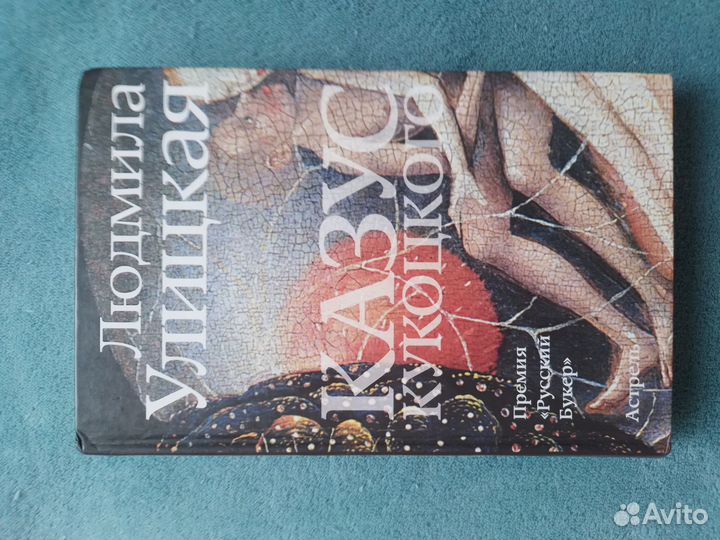 Людмила
Улицкая
КАЗУС
КУКОЦКОГО
Премия
«Русский
Букер»
Астрель
Avito